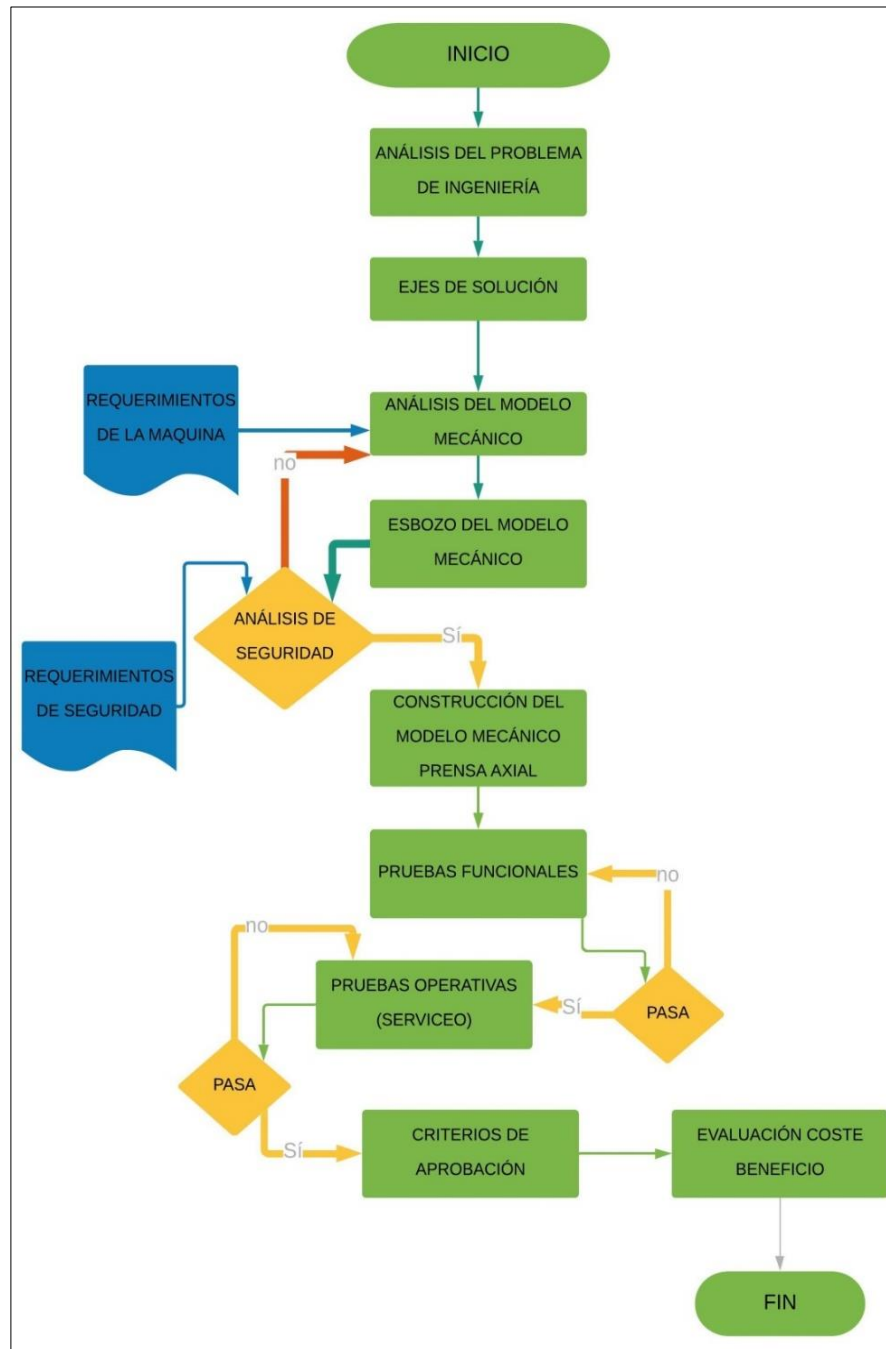 INICIO
ANÁLISIS DEL PROBLEMA
DE INGENIERÍA
EJES DE SOLUCIÓN
REQUERIMIENTOS
DE LA MAQUINA
ANÁLISIS DEL MODELO
MECÁNICO
no
ESBOZO DEL MODELO
MECÁNICO
ANÁLISIS DE
SEGURIDAD
Sí
REQUERIMIENTOS
DE SEGURIDAD
CONSTRUCCIÓN DEL
MODELO MECÁNICO
PRENSA AXIAL
PRUEBAS FUNCIONALES
no
no
PRUEBAS OPERATIVAS
(SERVICEO)
Sí
PASA
PASA
Sí
CRITERIOS DE
APROBACIÓN
EVALUACIÓN COSTE
BENEFICIO
FIN